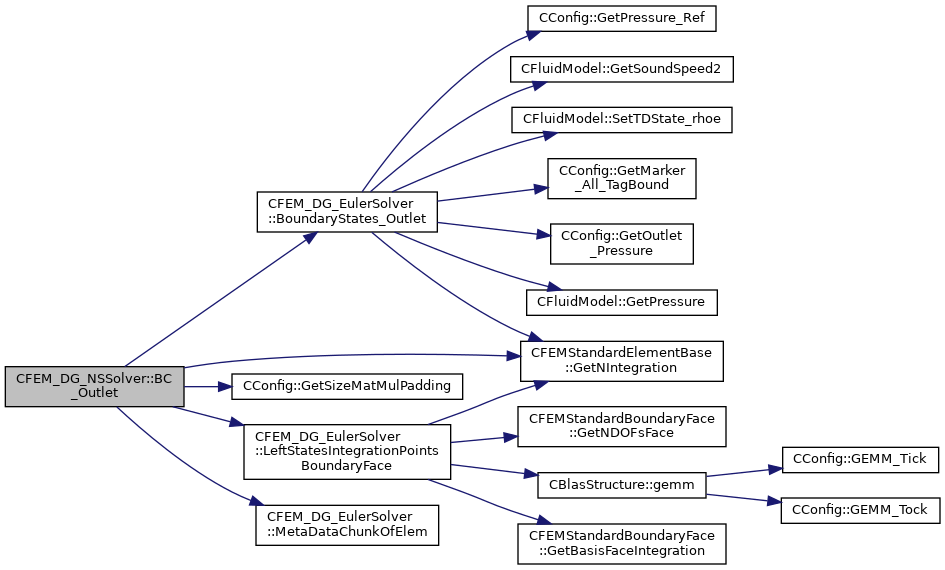 CConfig::GetPressure_Ref
CFluidModel::GetSoundSpeed2
CFluidModel::SetTDState_rhoe
CConfig::GetMarker
_All_TagBound
CFEM_DG_EulerSolver
::BoundaryStates_Outlet
CConfig::GetOutlet
_Pressure
CFluidModel::GetPressure
CFEMStandardElementBase
::GetNIntegration
CFEM_DG_NSSolver::BC
_Outlet
CConfig::GetSizeMatMulPadding
CFEMStandardBoundaryFace
::GetNDOFsFace
CFEM_DG_EulerSolver
::LeftStatesIntegrationPoints
BoundaryFace
CConfig::GEMM_Tick
CBlasStructure::gemm
CConfig::GEMM_Tock
CFEM_DG_EulerSolver
::MetaDataChunkOfElem
CFEMStandardBoundaryFace
::GetBasisFaceIntegration